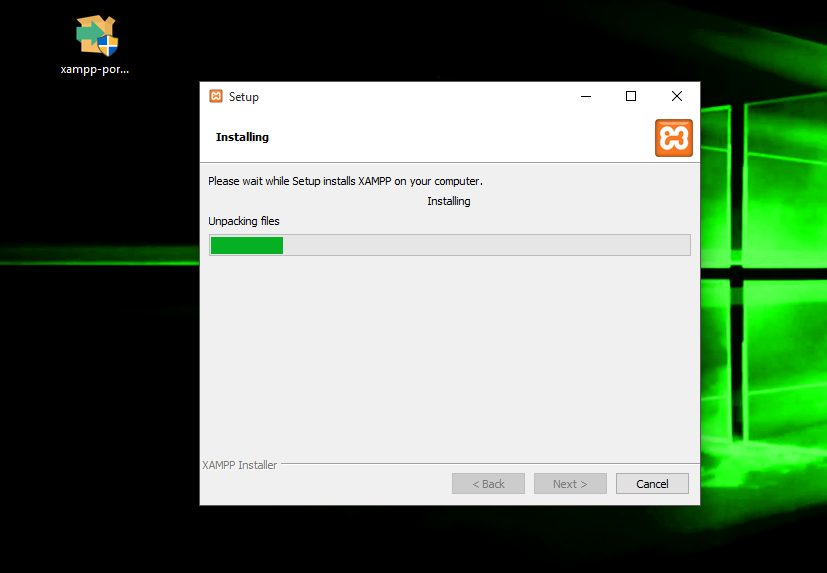 xampp-por...
Setup
Installing
Please wait while Setup installs XAMPP on your computer.
Installing
Unpacking files
XAMPP Installer
< Back
Next >
Cancel